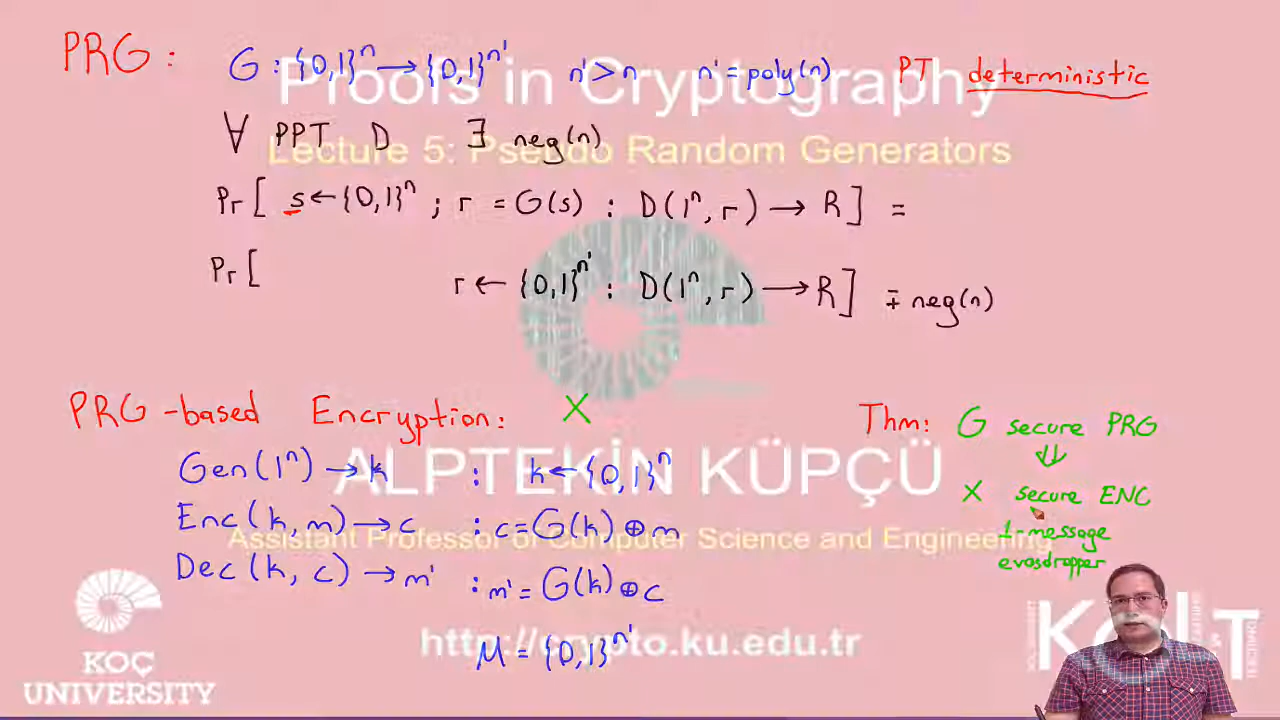 PRG : G : {0,1}^n → {0,1}^n' n' > n n' = poly(n) PT deterministic
Proofs in Cryptography
∀ PPT D ∃ neg(n)
Lecture 5: Pseudo Random Generators
Pr[ s ← {0,1}^n ; r = G(s) : D(1^n, r) → R ] =
Pr[ r ← {0,1}^n' : D(1^n, r) → R ] ∓ neg(n)
PRG-based Encryption: X
Thm: G secure PRG
⇓
X secure ENC
1-message
evasdropper
Gen(1^n) → k : k ← {0,1}^n
ALPTEKİN KÜPÇÜ
Enc(k, m) → c : c = G(k) ⊕ m
Assistant Professor of Computer Science and Engineering
Dec(k, c) → m' : m' = G(k) ⊕ c
http://crypto.ku.edu.tr
M = {0,1}^n'
KOÇ
UNIVERSITY